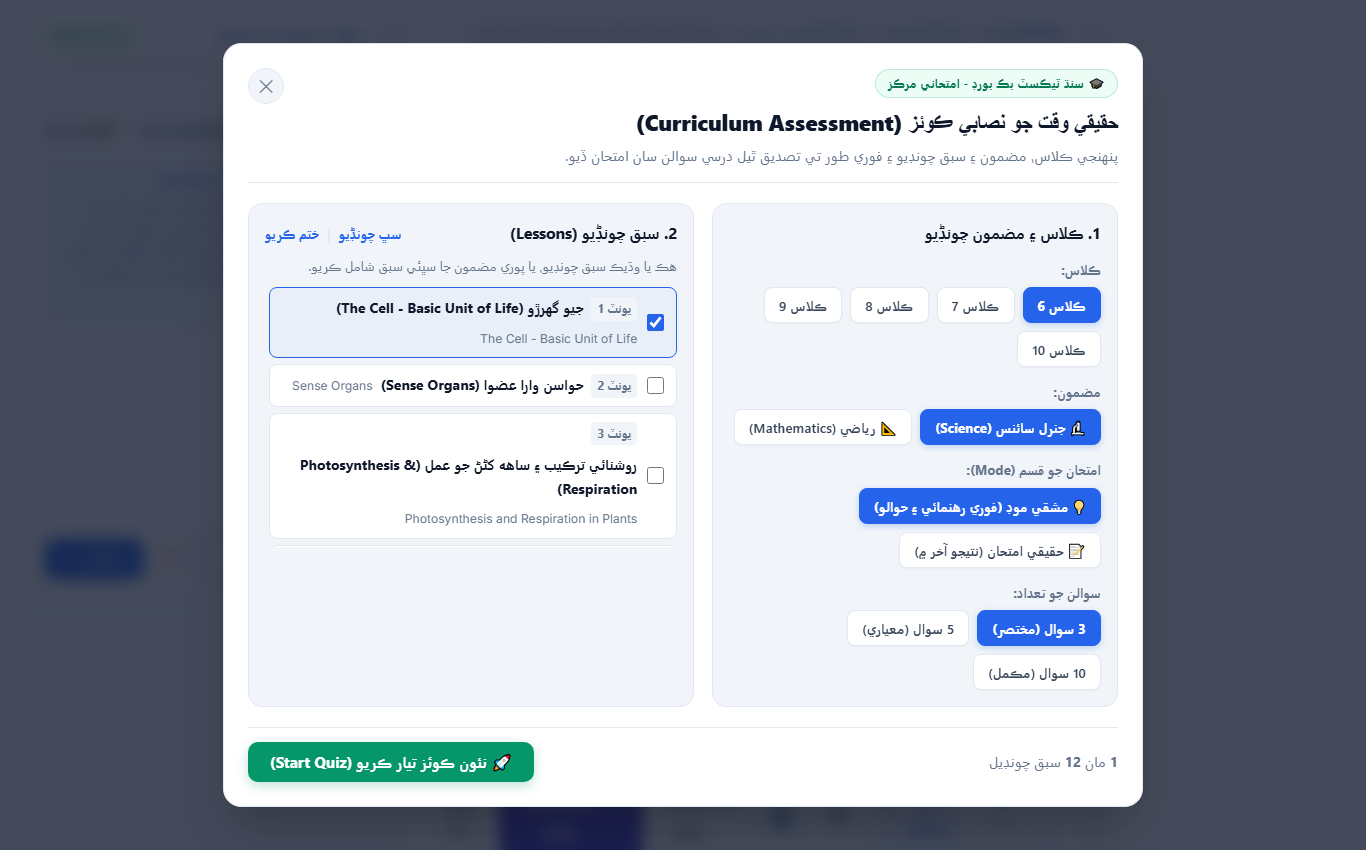 🎓 سنڌ ٽيڪسٽ بڪ بورڊ - امتحاني مرڪز
حقيقي وقت جو نصابي ڪوئز (Curriculum Assessment)
پنهنجي ڪلاس، مضمون ۽ سبق چونڊيو ۽ فوري طور تي تصديق ٿيل درسي سوالن سان امتحان ڏيو.
1. ڪلاس ۽ مضمون چونڊيو
ڪلاس:
ڪلاس 6
ڪلاس 7
ڪلاس 8
ڪلاس 9
ڪلاس 10
مضمون:
🔬 جنرل سائنس (Science)
📐 رياضي (Mathematics)
امتحان جو قسم (Mode):
💡 مشقي موڊ (فوري رهنمائي ۽ حوالو)
📝 حقيقي امتحان (نتيجو آخر ۾)
سوالن جو تعداد:
3 سوال (مختصر)
5 سوال (معياري)
10 سوال (مڪمل)
2. سبق چونڊيو (Lessons)
سڀ چونڊيو
ختم ڪريو
هڪ يا وڌيڪ سبق چونڊيو، يا پوري مضمون جا سڀئي سبق شامل ڪريو.
يونٽ 1 جيو گهرڙو (The Cell - Basic Unit of Life)
The Cell - Basic Unit of Life
يونٽ 2 حواسن وارا عضوا (Sense Organs) Sense Organs
يونٽ 3
روشنائي ترڪيب ۽ ساهه کڻڻ جو عمل (Photosynthesis &
Respiration)
Photosynthesis and Respiration in Plants
1 مان 12 سبق چونڊيل
🚀 نئون ڪوئز تيار ڪريو (Start Quiz)